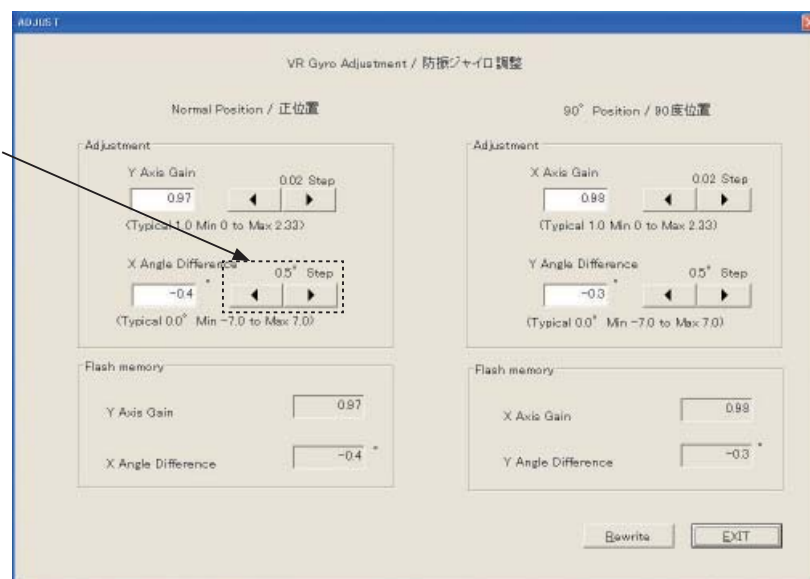 ADJUST
VR Gyro Adjustment / 防振ジャイロ調整
Normal Position / 正位置
Adjustment
Y Axis Gain
0.02 Step
0.97
(Typical 1.0 Min 0 to Max 2.33)
X Angle Difference
0.5° Step
-0.4 °
(Typical 0.0° Min -7.0 to Max 7.0)
Flash memory
Y Axis Gain 0.97
X Angle Difference -0.4 °
90° Position / 90度位置
Adjustment
X Axis Gain
0.02 Step
0.98
(Typical 1.0 Min 0 to Max 2.33)
Y Angle Difference
0.5° Step
-0.3 °
(Typical 0.0° Min -7.0 to Max 7.0)
Flash memory
X Axis Gain 0.98
Y Angle Difference -0.3 °
Rewrite EXIT